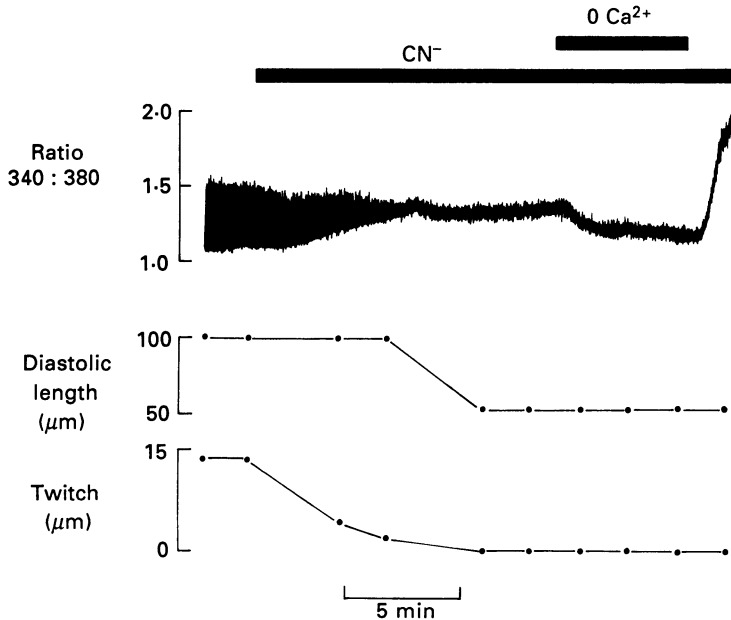 0 Ca²⁺
CN⁻
Ratio
340 : 380
2·0
1·5
1·0
Diastolic
length
(μm)
100
50
Twitch
(μm)
15
0
5 min